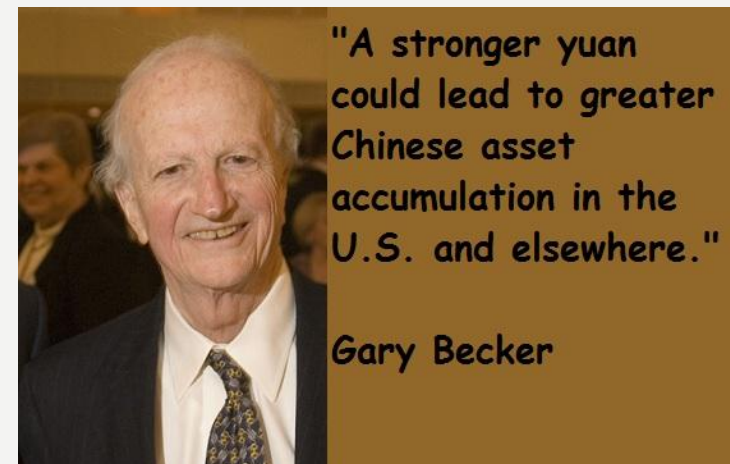 "A stronger yuan
could lead to greater
Chinese asset
accumulation in the
U.S. and elsewhere."
Gary Becker